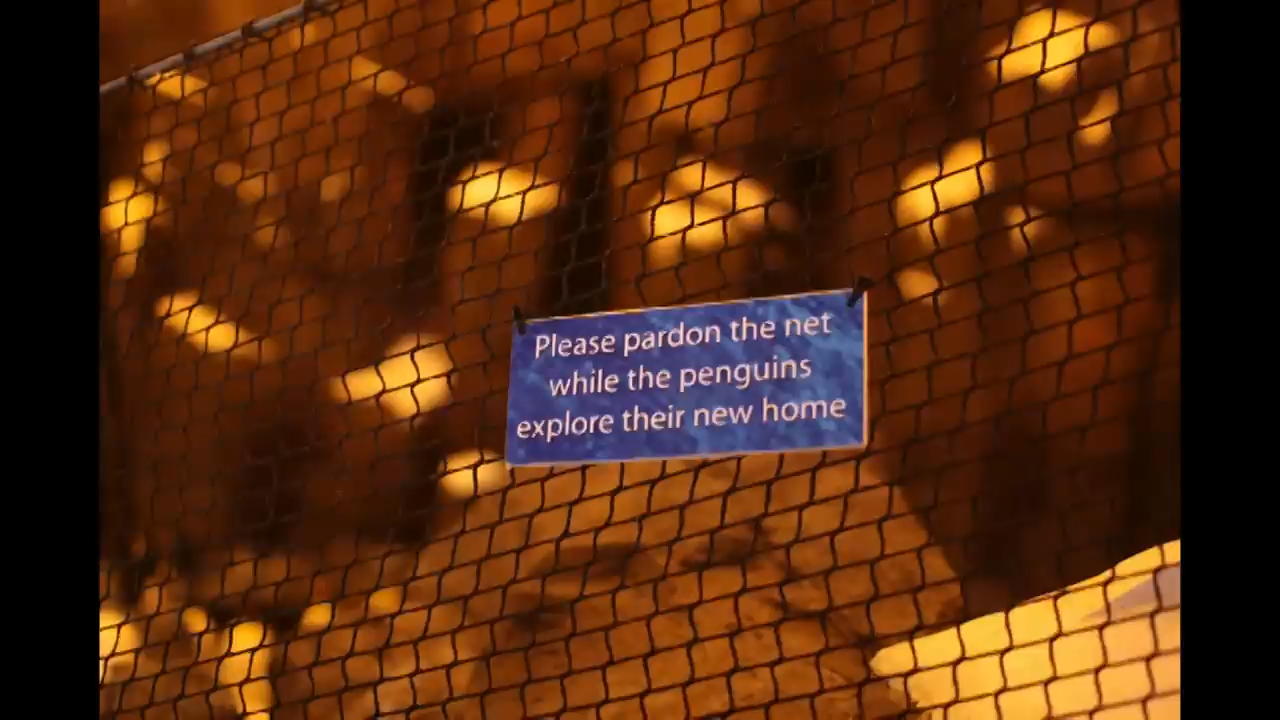 Please pardon the net
while the penguins
explore their new home